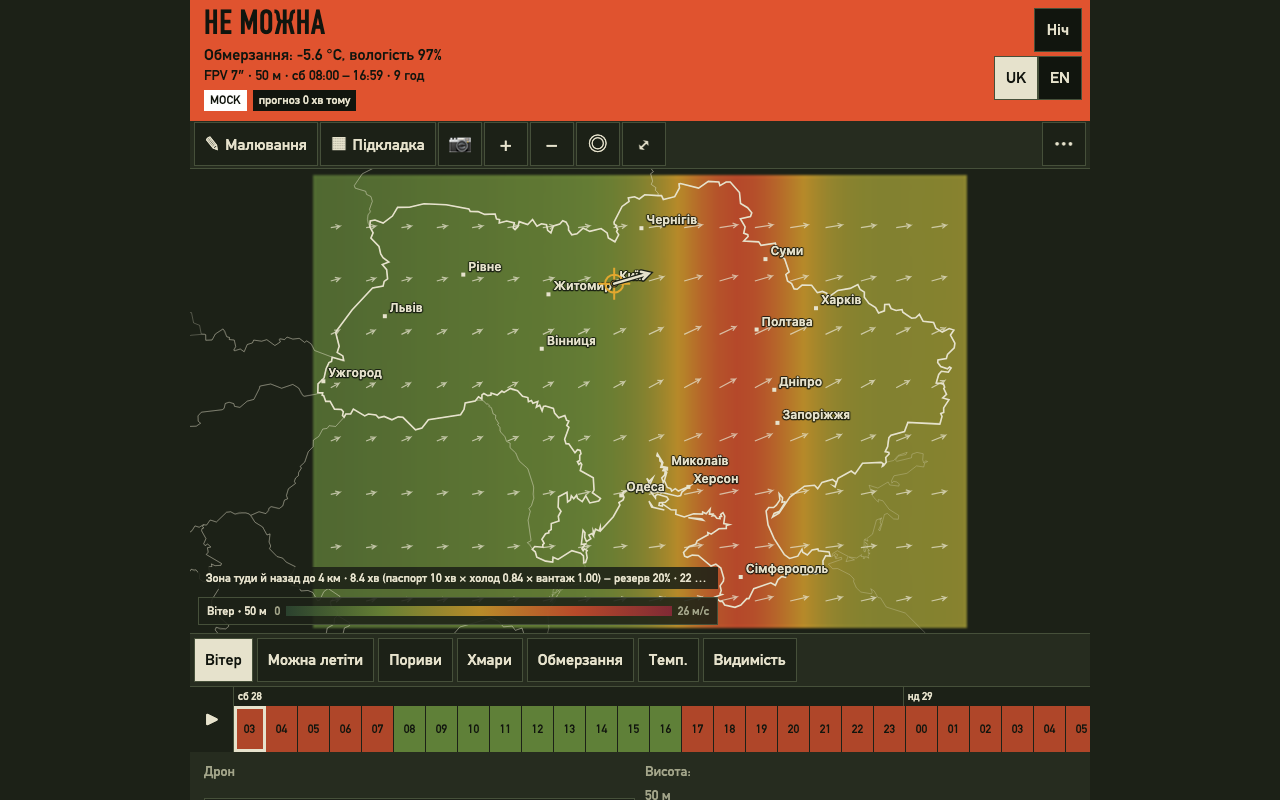 НЕ МОЖНА
Обмерзання: -5.6 °C, вологість 97%
FPV 7″ · 50 м · сб 08:00 – 16:59 · 9 год
МОСК
прогноз 0 хв тому
Ніч
UK
EN
✎ Малювання
Підкладка
+
−
Чернігів
Суми
Рівне
Київ
Житомир
Харків
Львів
Полтава
Вінниця
Ужгород
Дніпро
Запоріжжя
Миколаїв
Херсон
Одеса
Сімферополь
Зона туди й назад до 4 км · 8.4 хв (паспорт 10 хв × холод 0.84 × вантаж 1.00) – резерв 20% · 22 …
Вітер · 50 м 0
26 м/с
Вітер
Можна летіти
Пориви
Хмари
Обмерзання
Темп.
Видимість
сб 28
нд 29
03 04 05 06 07 08 09 10 11 12 13 14 15 16 17 18 19 20 21 22 23 00 01 02 03 04 05
Дрон
Висота:
50 м